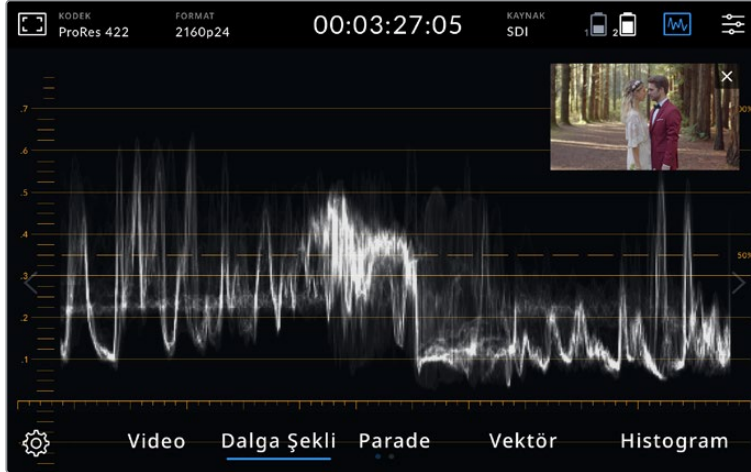 KODEK FORMAT KAYNAK
ProRes 422 2160p24 00:03:27:05 SDI 1 2
.7
.6
.5
.4
50%
.3
.2
.1
Video Dalga Şekli Parade Vektör Histogram